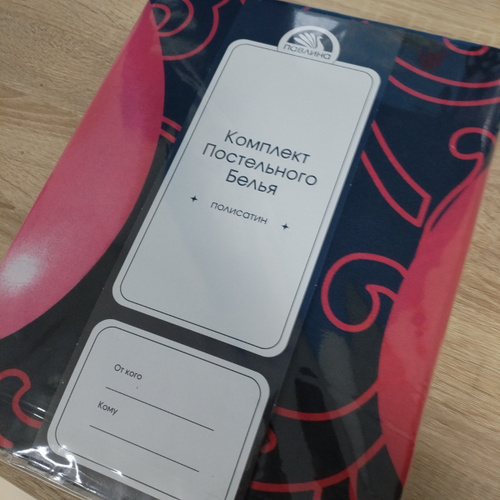 павлина
Комплект
Постельного
Белья
полисатин
От кого
Кому